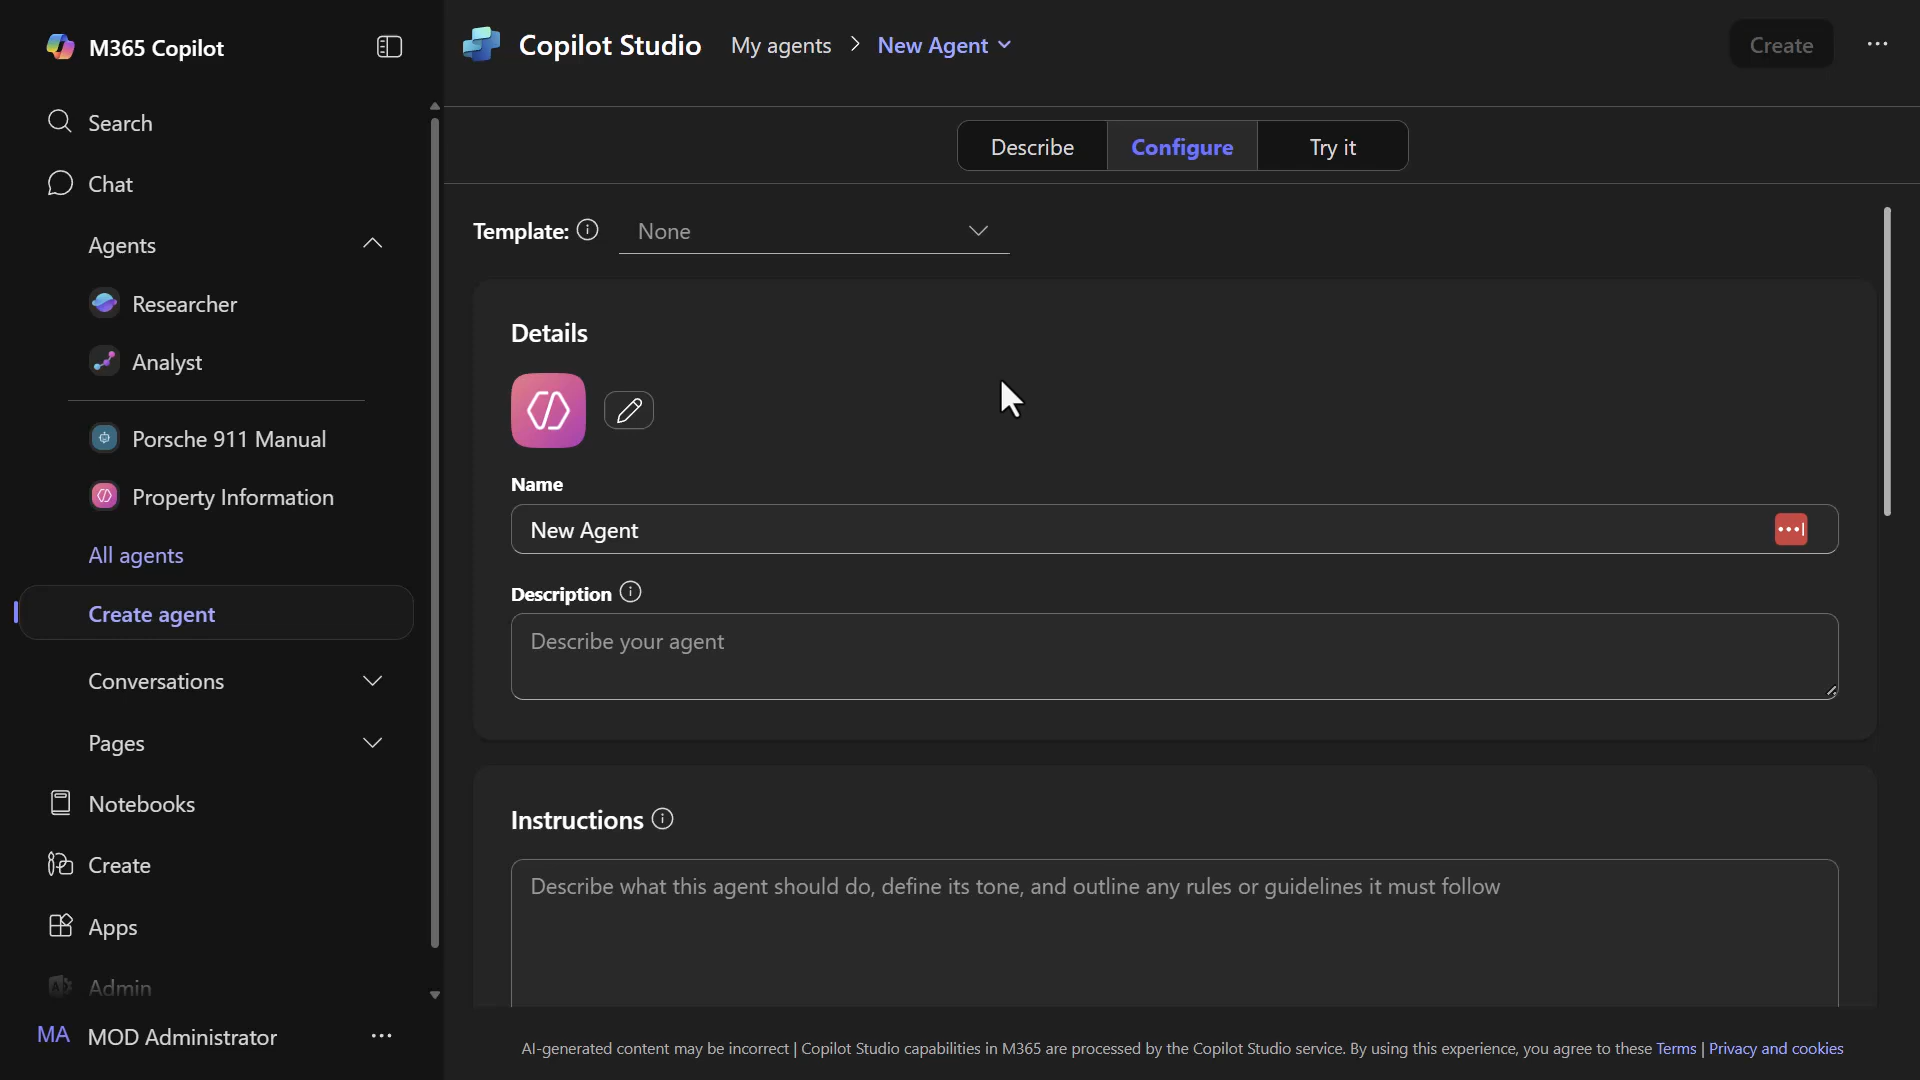 M365 Copilot
Search
Chat
Agents
Researcher
Analyst
Porsche 911 Manual
Property Information
All agents
Create agent
Conversations
Pages
Notebooks
Create
Apps
Admin
MA MOD Administrator
Copilot Studio My agents > New Agent
Create
Describe Configure Try it
Template: None
Details
Name
New Agent
Description
Describe your agent
Instructions
Describe what this agent should do, define its tone, and outline any rules or guidelines it must follow
AI-generated content may be incorrect | Copilot Studio capabilities in M365 are processed by the Copilot Studio service. By using this experience, you agree to these Terms | Privacy and cookies